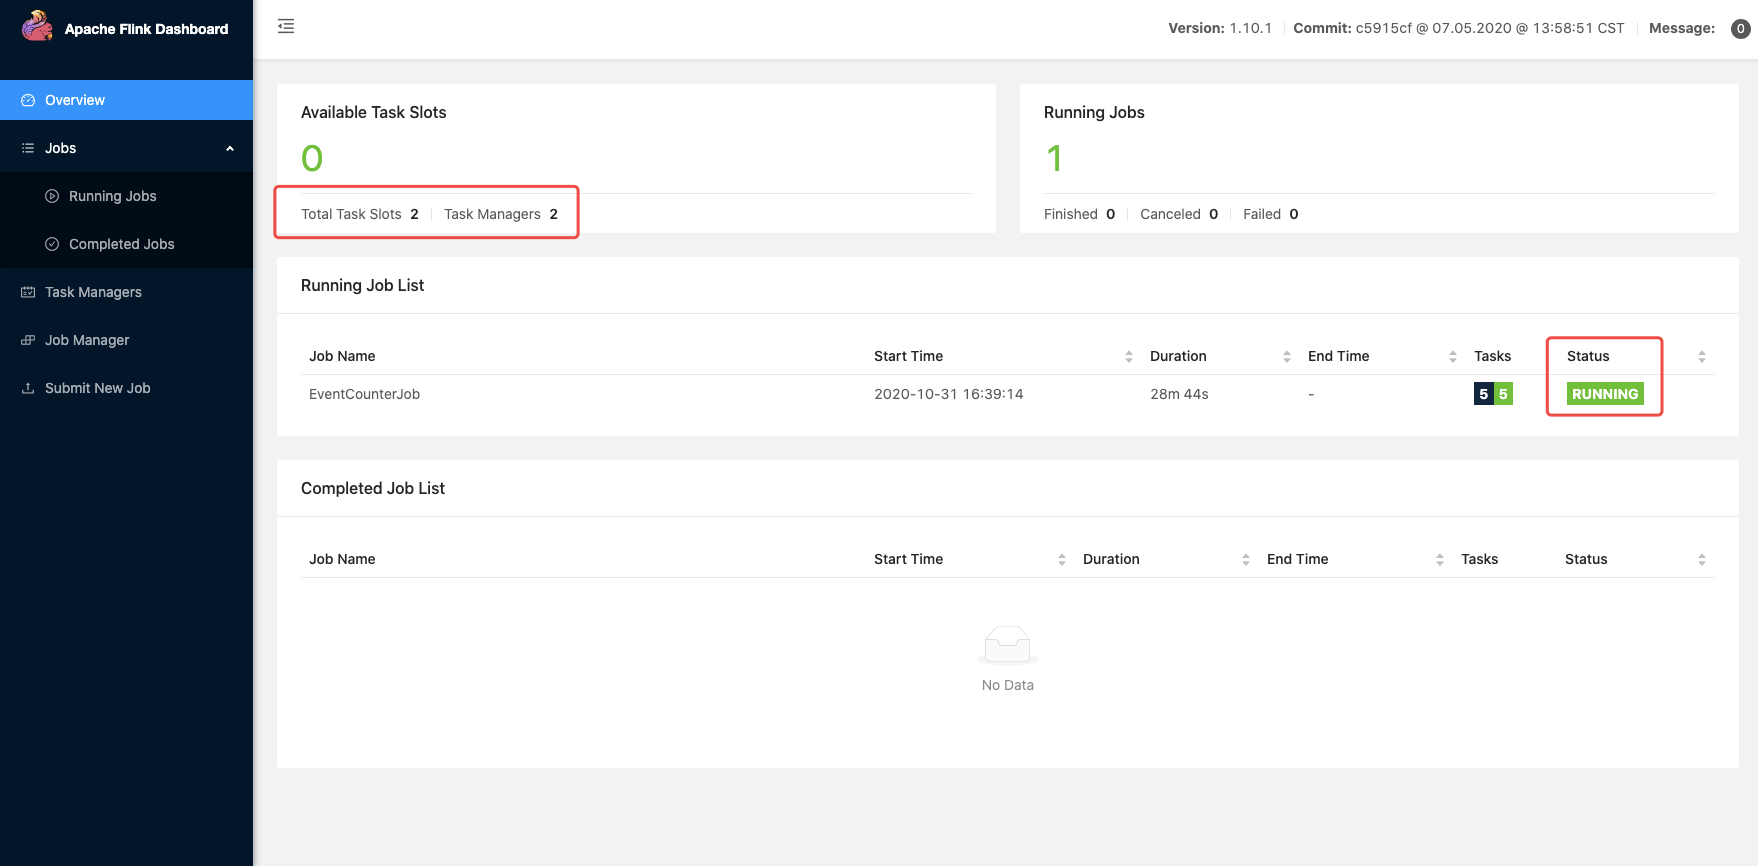 Apache Flink Dashboard
Version: 1.10.1 Commit: c5915cf @ 07.05.2020 @ 13:58:51 CST Message: 0
Overview
Jobs
Running Jobs
Completed Jobs
Task Managers
Job Manager
Submit New Job
Available Task Slots
0
Total Task Slots 2 Task Managers 2
Running Jobs
1
Finished 0 Canceled 0 Failed 0
Running Job List
Job Name Start Time Duration End Time Tasks Status
EventCounterJob 2020-10-31 16:39:14 28m 44s - 5 5 RUNNING
Completed Job List
Job Name Start Time Duration End Time Tasks Status
No Data